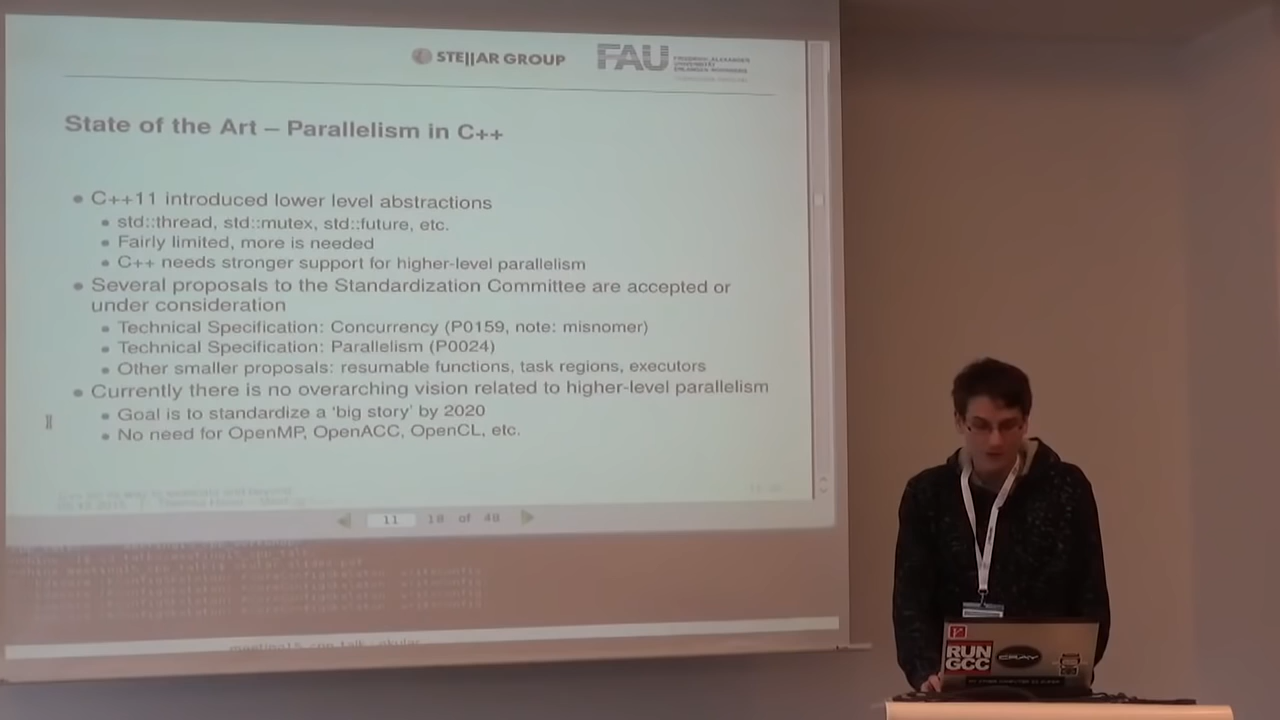 STE||AR GROUP
FAU
FRIEDRICH-ALEXANDER
UNIVERSITÄT
ERLANGEN-NÜRNBERG
State of the Art – Parallelism in C++
C++11 introduced lower level abstractions
std::thread, std::mutex, std::future, etc.
Fairly limited, more is needed
C++ needs stronger support for higher-level parallelism
Several proposals to the Standardization Committee are accepted or
under consideration
Technical Specification: Concurrency (P0159, note: misnomer)
Technical Specification: Parallelism (P0024)
Other smaller proposals: resumable functions, task regions, executors
Currently there is no overarching vision related to higher-level parallelism
Goal is to standardize a 'big story' by 2020
No need for OpenMP, OpenACC, OpenCL, etc.
11 18 of 48
RUN
GCC
CRAY